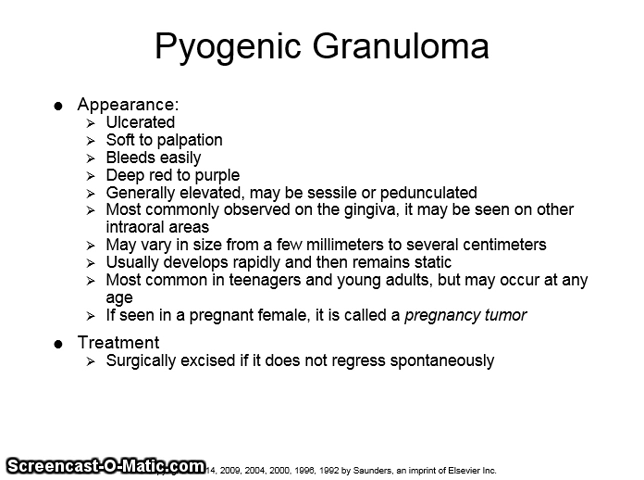 Pyogenic Granuloma
● Appearance:
➢ Ulcerated
➢ Soft to palpation
➢ Bleeds easily
➢ Deep red to purple
➢ Generally elevated, may be sessile or pedunculated
➢ Most commonly observed on the gingiva, it may be seen on other
intraoral areas
➢ May vary in size from a few millimeters to several centimeters
➢ Usually develops rapidly and then remains static
➢ Most common in teenagers and young adults, but may occur at any
age
➢ If seen in a pregnant female, it is called a pregnancy tumor
● Treatment
➢ Surgically excised if it does not regress spontaneously
Screencast-O-Matic.com 14, 2009, 2004, 2000, 1996, 1992 by Saunders, an imprint of Elsevier Inc.